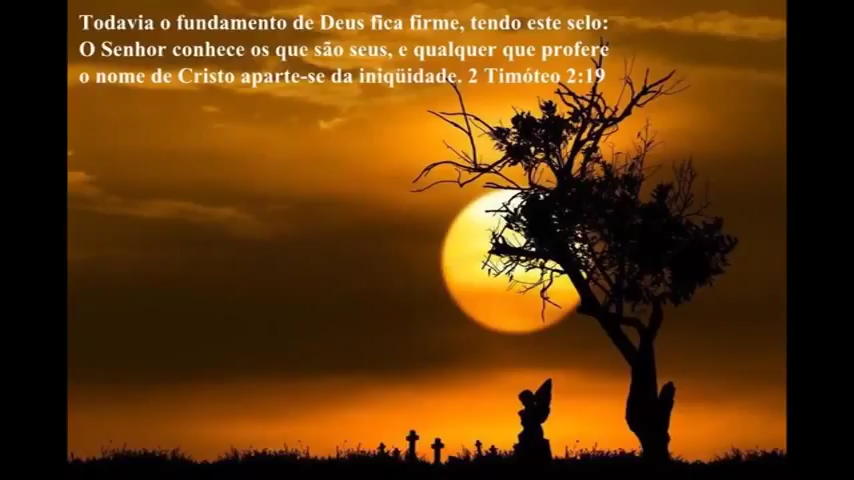 Todavia o fundamento de Deus fica firme, tendo este selo:
O Senhor conhece os que são seus, e qualquer que profere
o nome de Cristo aparte-se da iniqüidade. 2 Timóteo 2:19